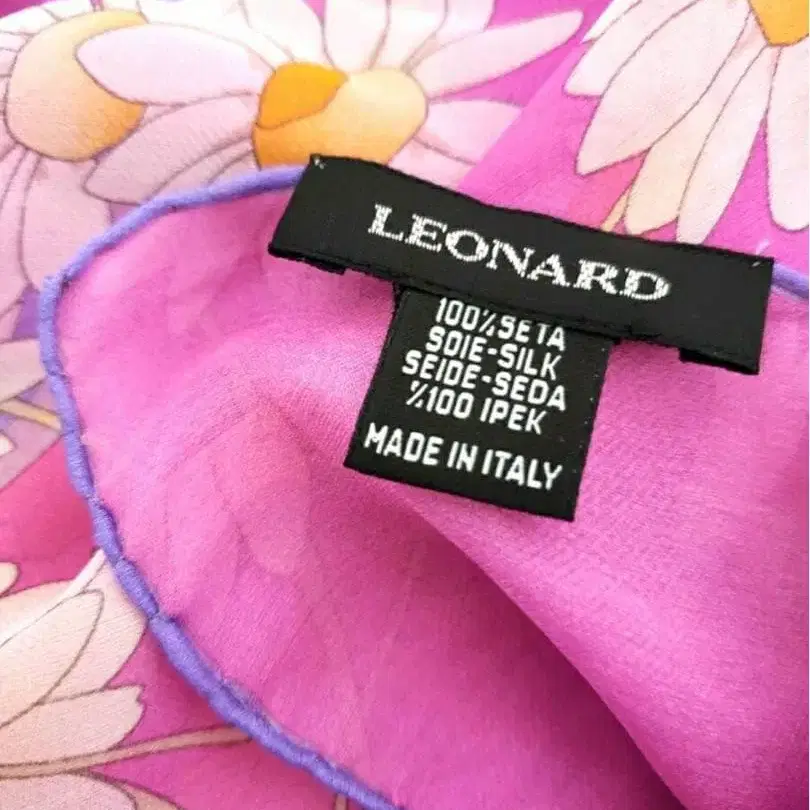 LEONARD
100%SETA
SOIE-SILK
SEIDE-SEDA
%100 IPEK
MADE IN ITALY